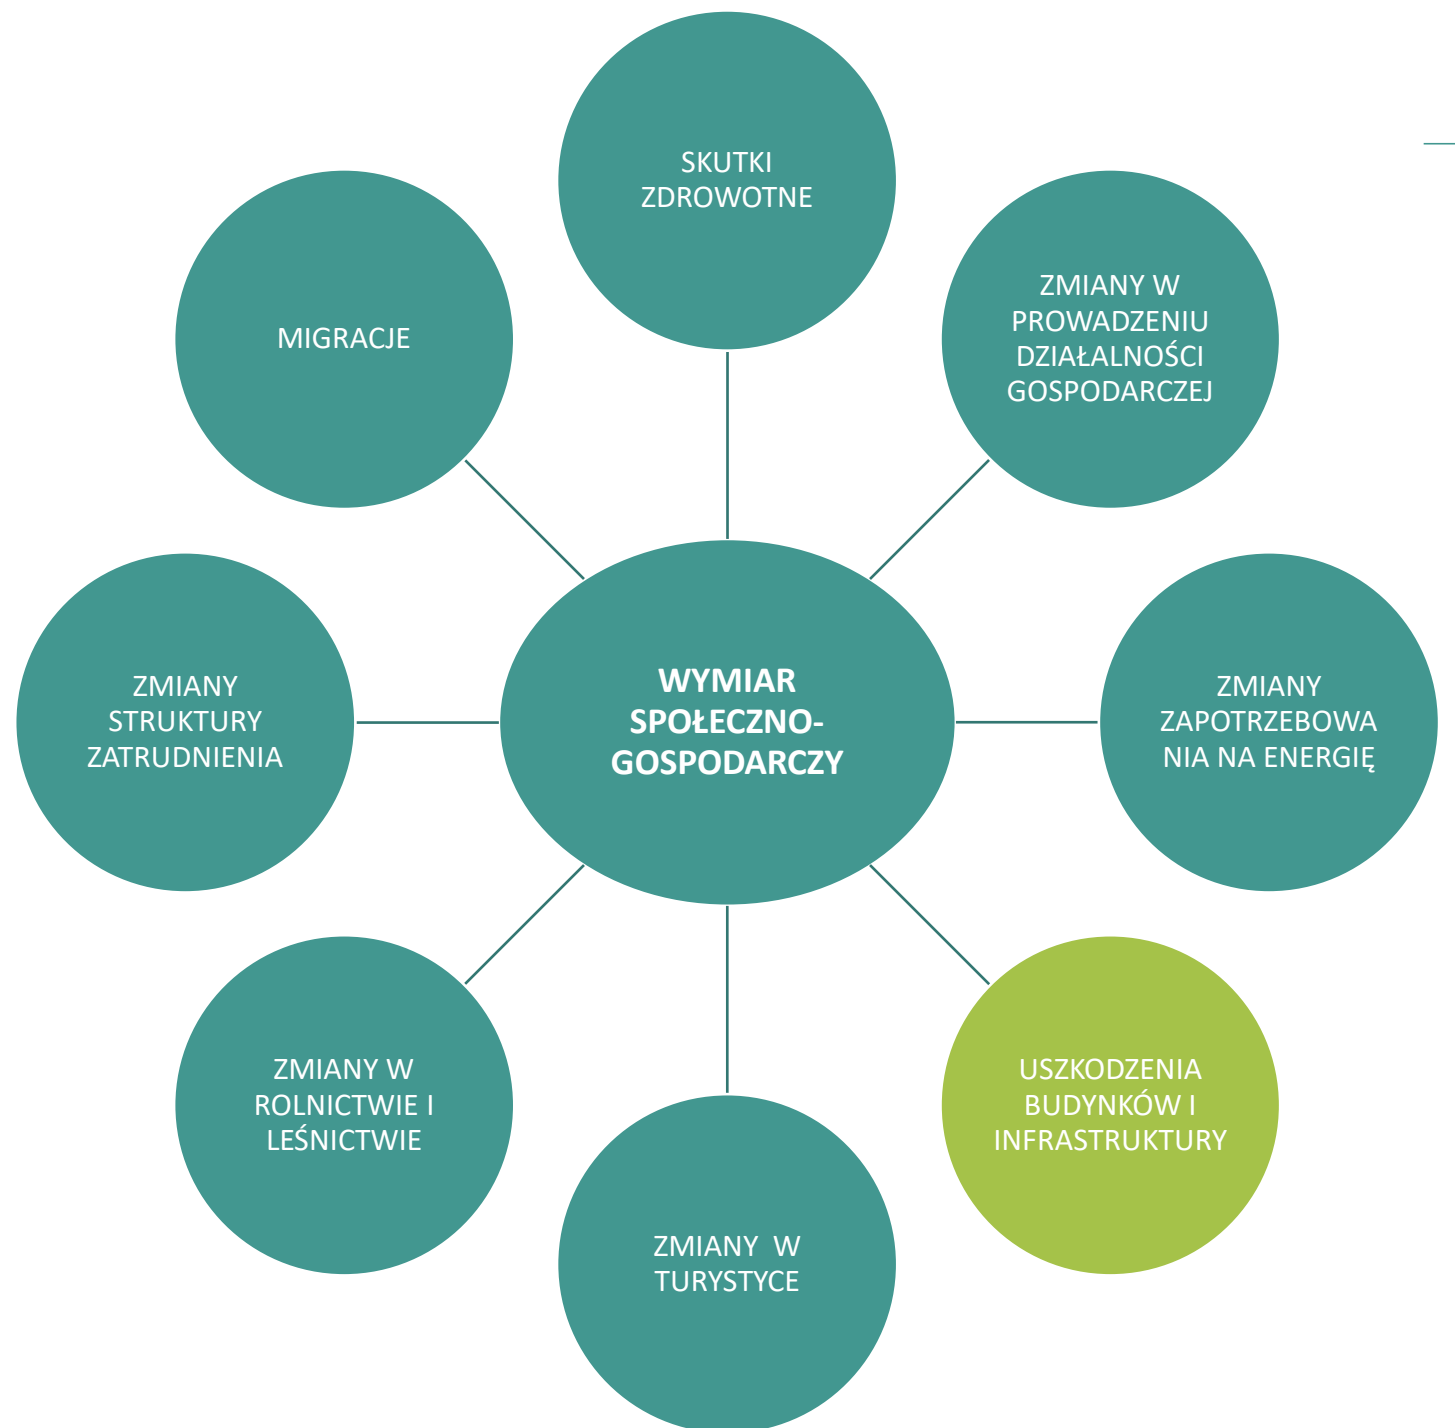 SKUTKI
ZDROWOTNE
ZMIANY W
PROWADZENIU
DZIAŁALNOŚCI
GOSPODARCZEJ
MIGRACJE
ZMIANY
STRUKTURY
ZATRUDNIENIA
WYMIAR
SPOŁECZNO-
GOSPODARCZY
ZMIANY
ZAPOTRZEBOWA
NIA NA ENERGIĘ
ZMIANY W
ROLNICTWIE I
LEŚNICTWIE
USZKODZENIA
BUDYNKÓW I
INFRASTRUKTURY
ZMIANY  W
TURYSTYCE